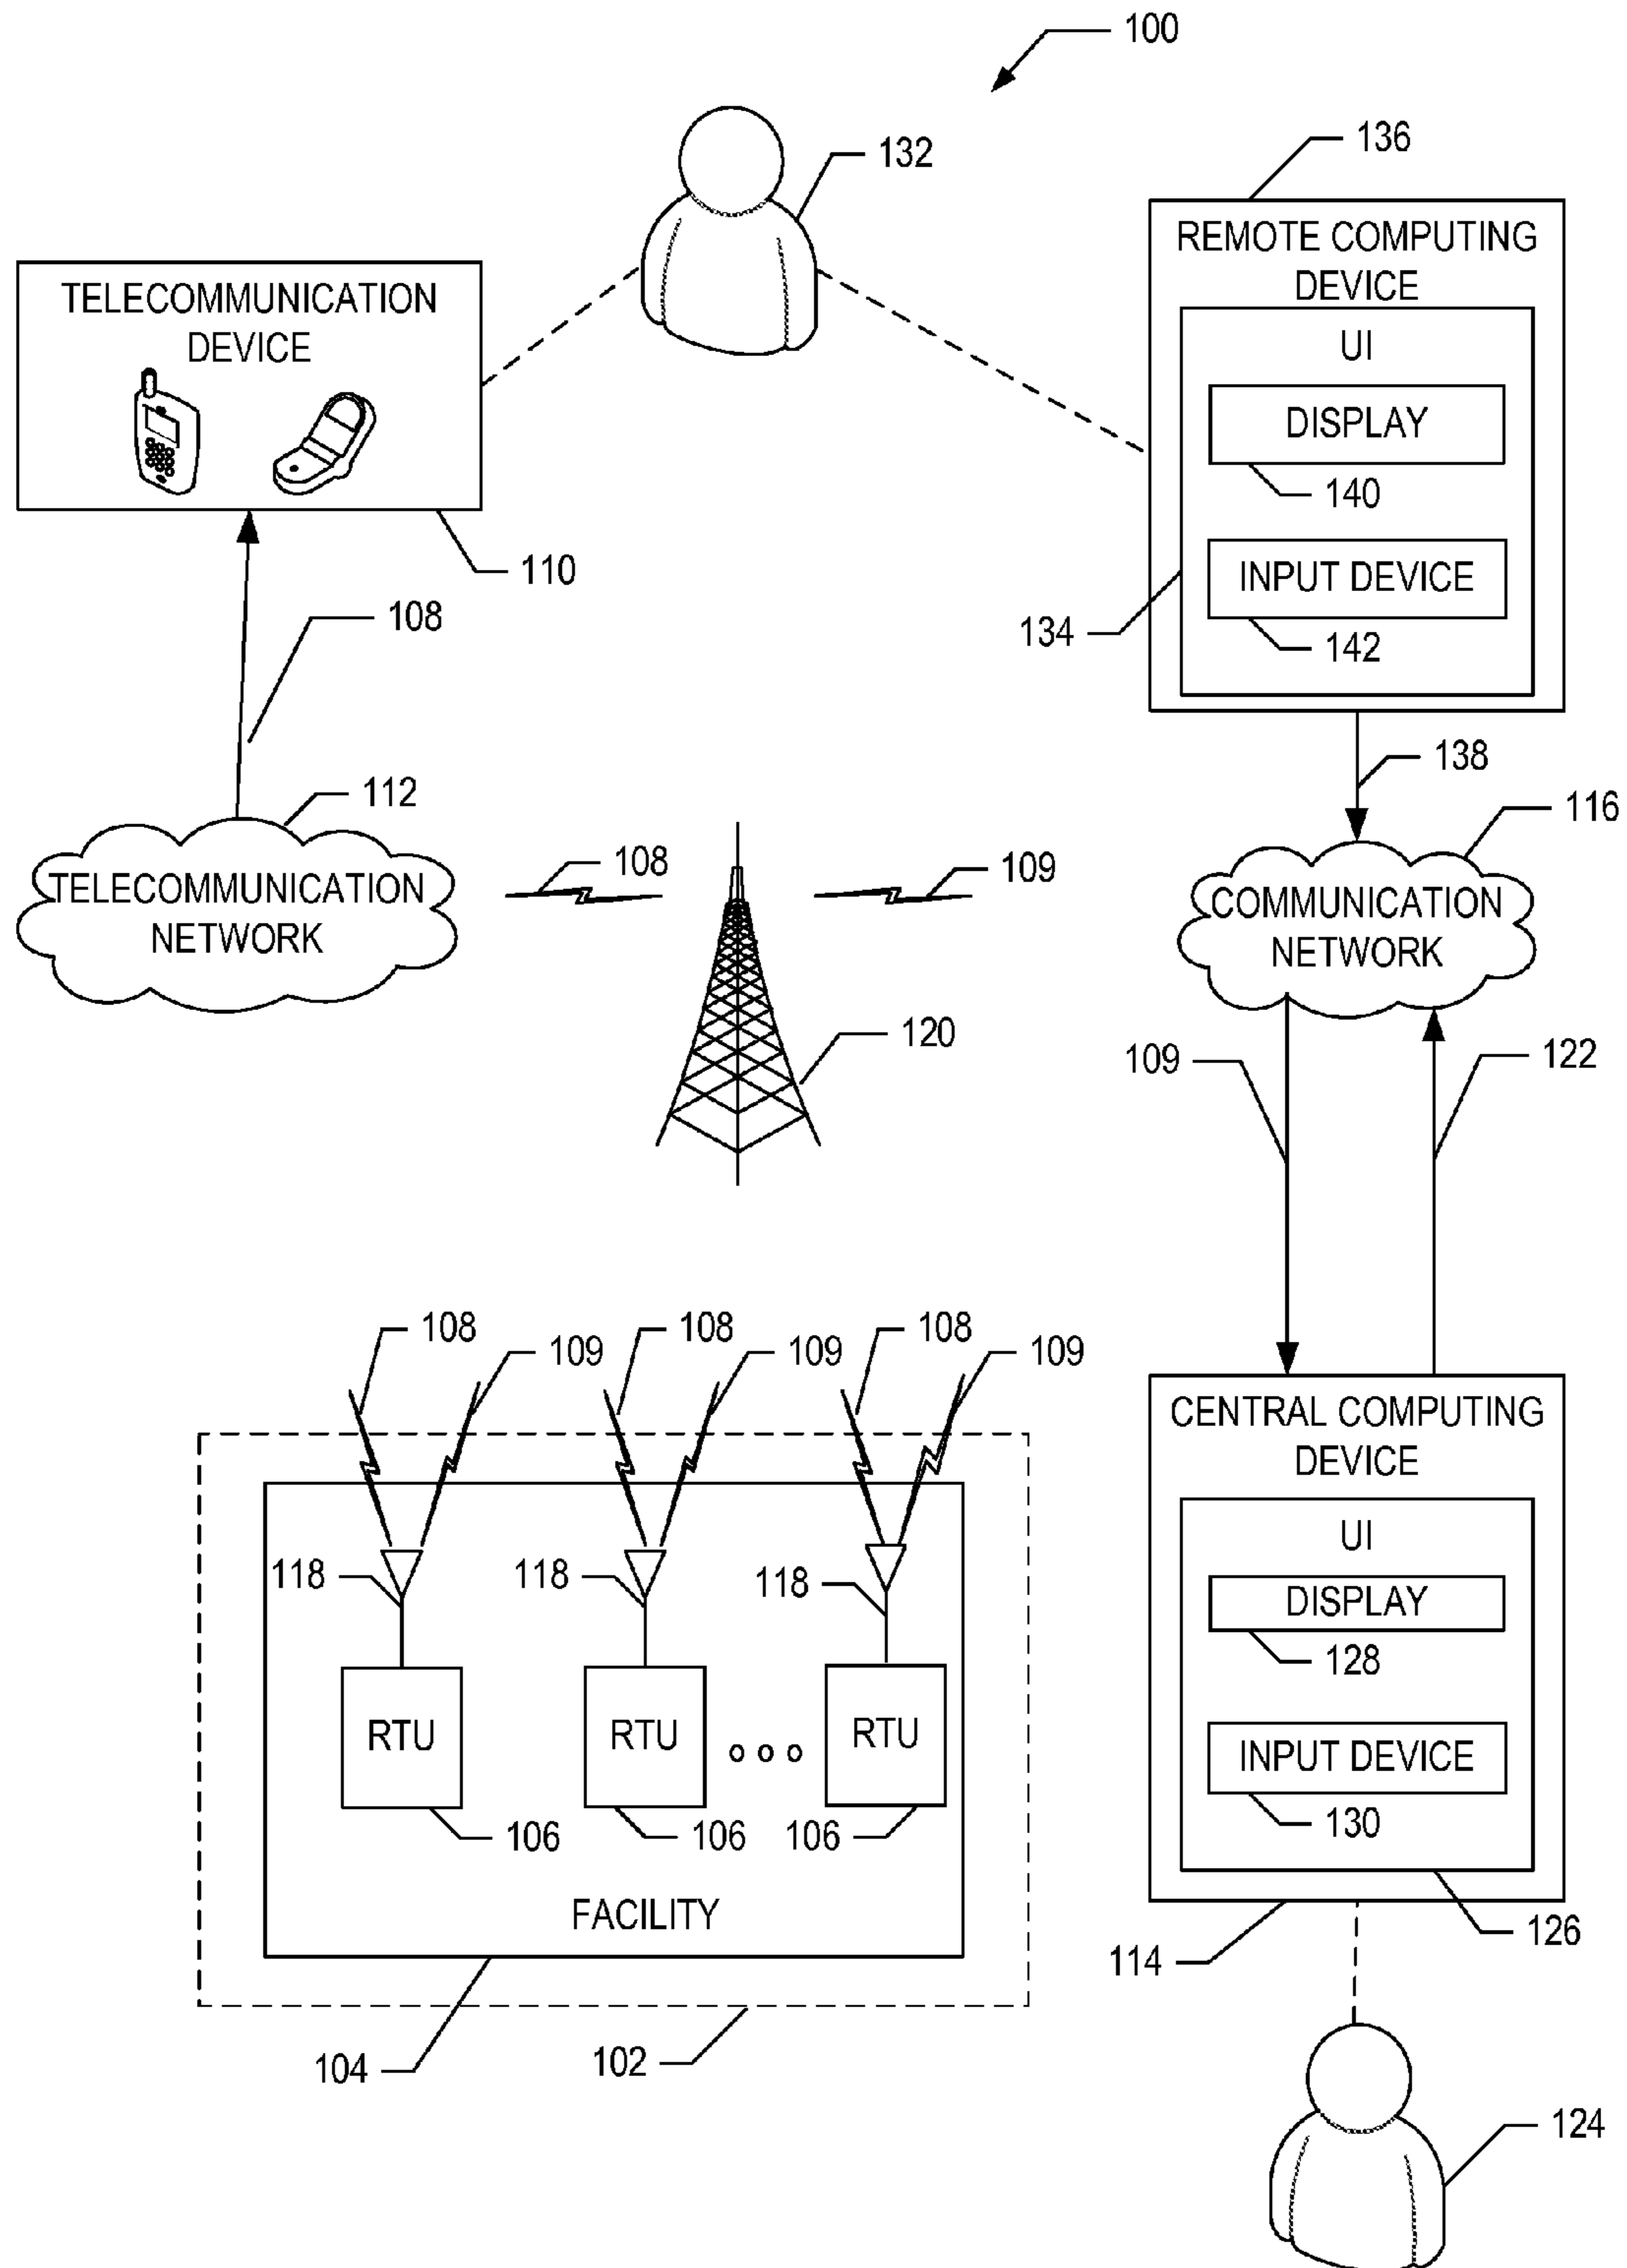 100
132
136
REMOTE COMPUTING
DEVICE
UI
DISPLAY
140
INPUT DEVICE
142
134
TELECOMMUNICATION
DEVICE
110
108
138
112
116
TELECOMMUNICATION
NETWORK
108
109
COMMUNICATION
NETWORK
120
109
122
108
109
108
109
108
109
118
118
118
RTU
RTU
RTU
106
106
106
FACILITY
104
102
CENTRAL COMPUTING
DEVICE
UI
DISPLAY
128
INPUT DEVICE
130
126
114
124